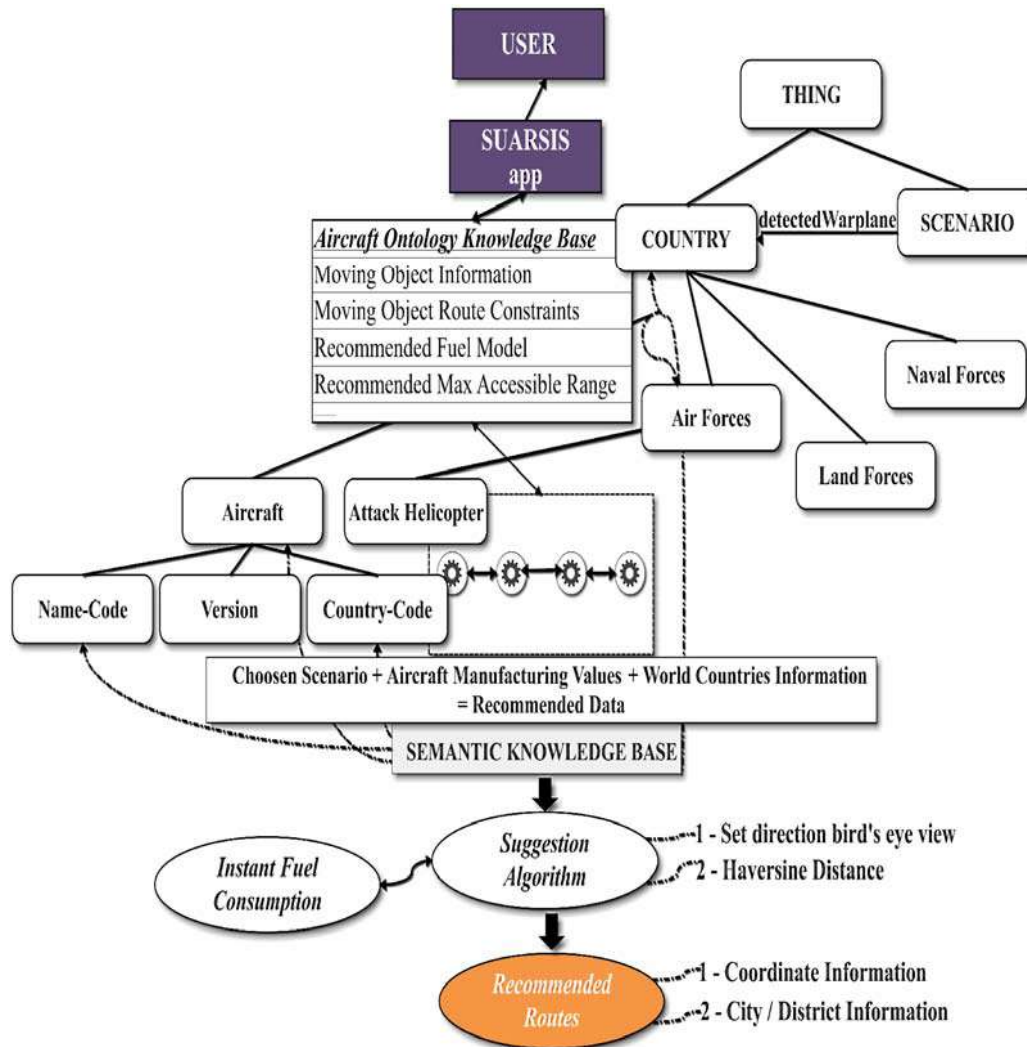 USER
THING
SUARSIS
app
detectedWarplane
COUNTRY
SCENARIO
Aircraft Ontology Knowledge Base
Moving Object Information
Moving Object Route Constraints
Recommended Fuel Model
Recommended Max Accessible Range
Naval Forces
Air Forces
Land Forces
Aircraft
Attack Helicopter
Name-Code
Version
Country-Code
Choosen Scenario + Aircraft Manufacturing Values + World Countries Information
= Recommended Data
SEMANTIC KNOWLEDGE BASE
Suggestion
Algorithm
1 - Set direction bird's eye view
2 - Haversine Distance
Instant Fuel
Consumption
Recommended
Routes
1 - Coordinate Information
2 - City / District Information